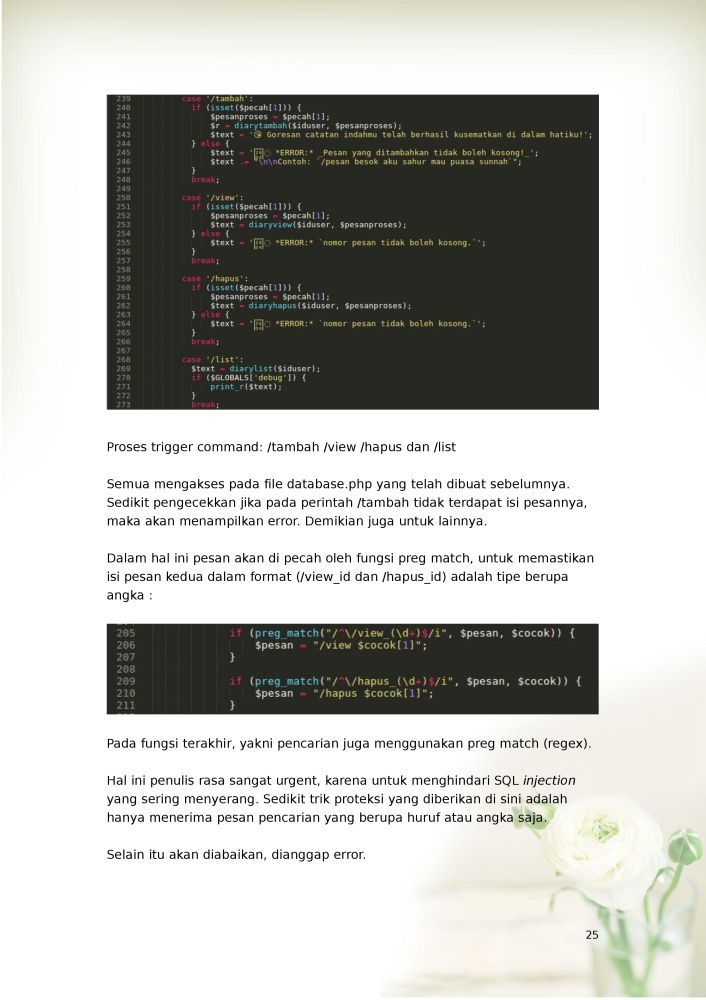 239 case '/tambah':
240 if (isset($pecah[1])) {
241 $pesanproses = $pecah[1];
242 $r = diarytambah($iduser, $pesanproses);
243 $text = '😘 Goresan catatan indahmu telah berhasil kusematkan di dalam hatiku!';
244 } else {
245 $text = ' *ERROR:* _Pesan yang ditambahkan tidak boleh kosong!_';
246 $text .= "\n\nContoh: `/pesan besok aku sahur mau puasa sunnah`";
247 }
248 break;
249
250 case '/view':
251 if (isset($pecah[1])) {
252 $pesanproses = $pecah[1];
253 $text = diaryview($iduser, $pesanproses);
254 } else {
255 $text = ' *ERROR:* `nomor pesan tidak boleh kosong.`';
256 }
257 break;
258
259 case '/hapus':
260 if (isset($pecah[1])) {
261 $pesanproses = $pecah[1];
262 $text = diaryhapus($iduser, $pesanproses);
263 } else {
264 $text = ' *ERROR:* `nomor pesan tidak boleh kosong.`';
265 }
266 break;
267
268 case '/list':
269 $text = diarylist($iduser);
270 if ($GLOBALS['debug']) {
271 print_r($text);
272 }
273 break;
Proses trigger command: /tambah /view /hapus dan /list
Semua mengakses pada file database.php yang telah dibuat sebelumnya.
Sedikit pengecekkan jika pada perintah /tambah tidak terdapat isi pesannya,
maka akan menampilkan error. Demikian juga untuk lainnya.
Dalam hal ini pesan akan di pecah oleh fungsi preg match, untuk memastikan
isi pesan kedua dalam format (/view_id dan /hapus_id) adalah tipe berupa
angka :
205 if (preg_match("/^\/view_(\d+)$/i", $pesan, $cocok)) {
206 $pesan = "/view $cocok[1]";
207 }
208
209 if (preg_match("/^\/hapus_(\d+)$/i", $pesan, $cocok)) {
210 $pesan = "/hapus $cocok[1]";
211 }
Pada fungsi terakhir, yakni pencarian juga menggunakan preg match (regex).
Hal ini penulis rasa sangat urgent, karena untuk menghindari SQL injection
yang sering menyerang. Sedikit trik proteksi yang diberikan di sini adalah
hanya menerima pesan pencarian yang berupa huruf atau angka saja.
Selain itu akan diabaikan, dianggap error.
25